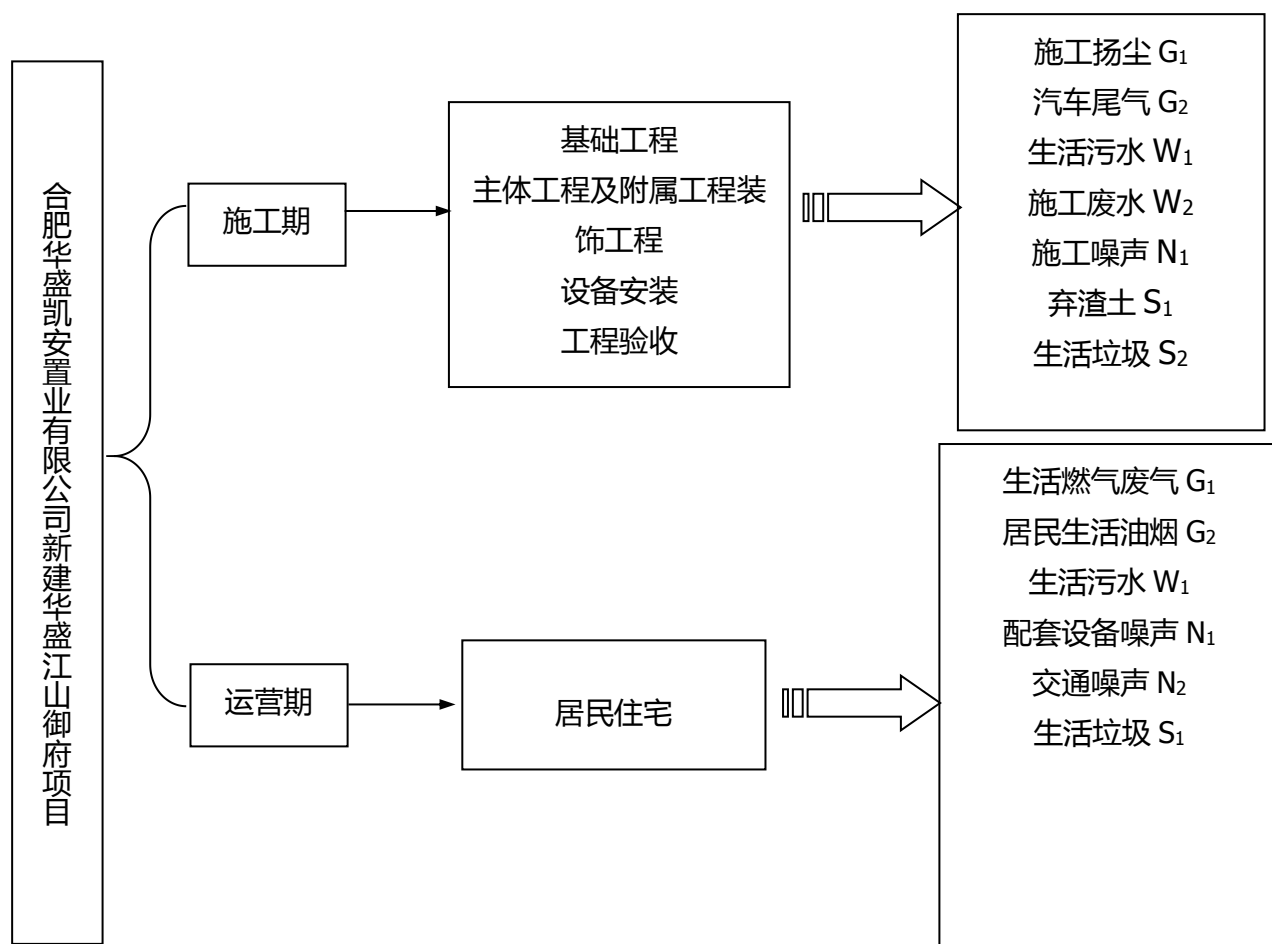 合肥华盛凯安置业有限公司新建华盛江山御府项目
施工期
基础工程
主体工程及附属工程装
饰工程
设备安装
工程验收
施工扬尘 G1
汽车尾气 G2
生活污水 W1
施工废水 W2
施工噪声 N1
弃渣土 S1
生活垃圾 S2
运营期
居民住宅
生活燃气废气 G1
居民生活油烟 G2
生活污水 W1
配套设备噪声 N1
交通噪声 N2
生活垃圾 S1